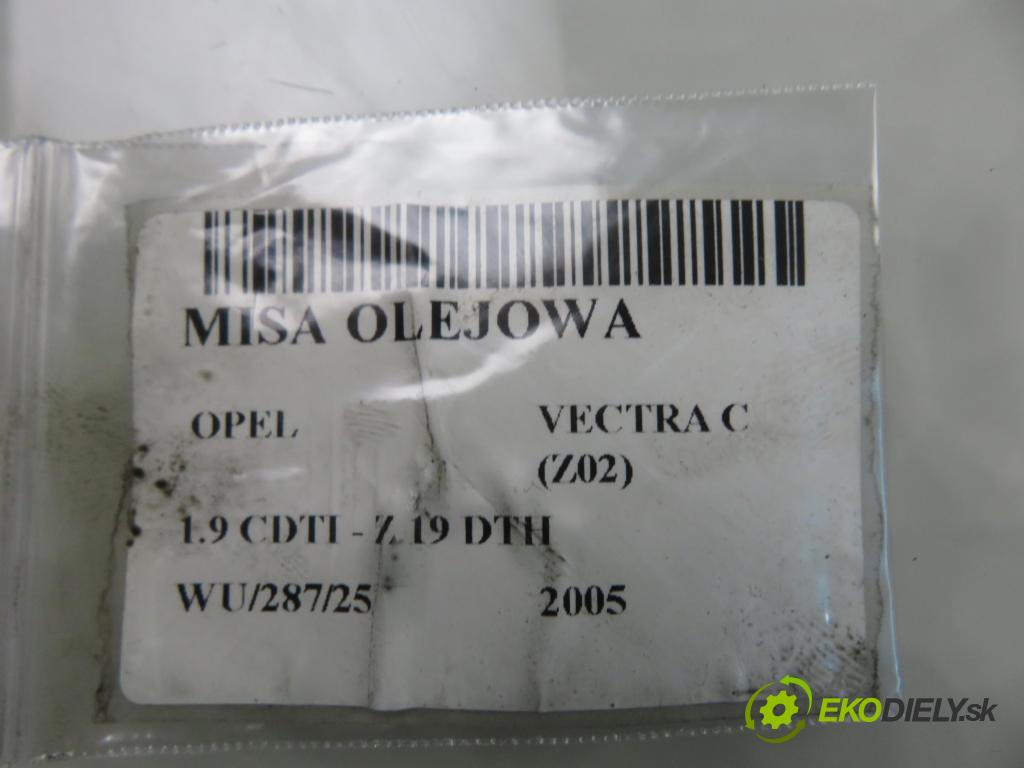 MISA OLEJOWA
OPEL VECTRA C
(Z02)
1.9 CDTI - Z 19 DTH
WU/287/25 2005
EKODIELY.sk